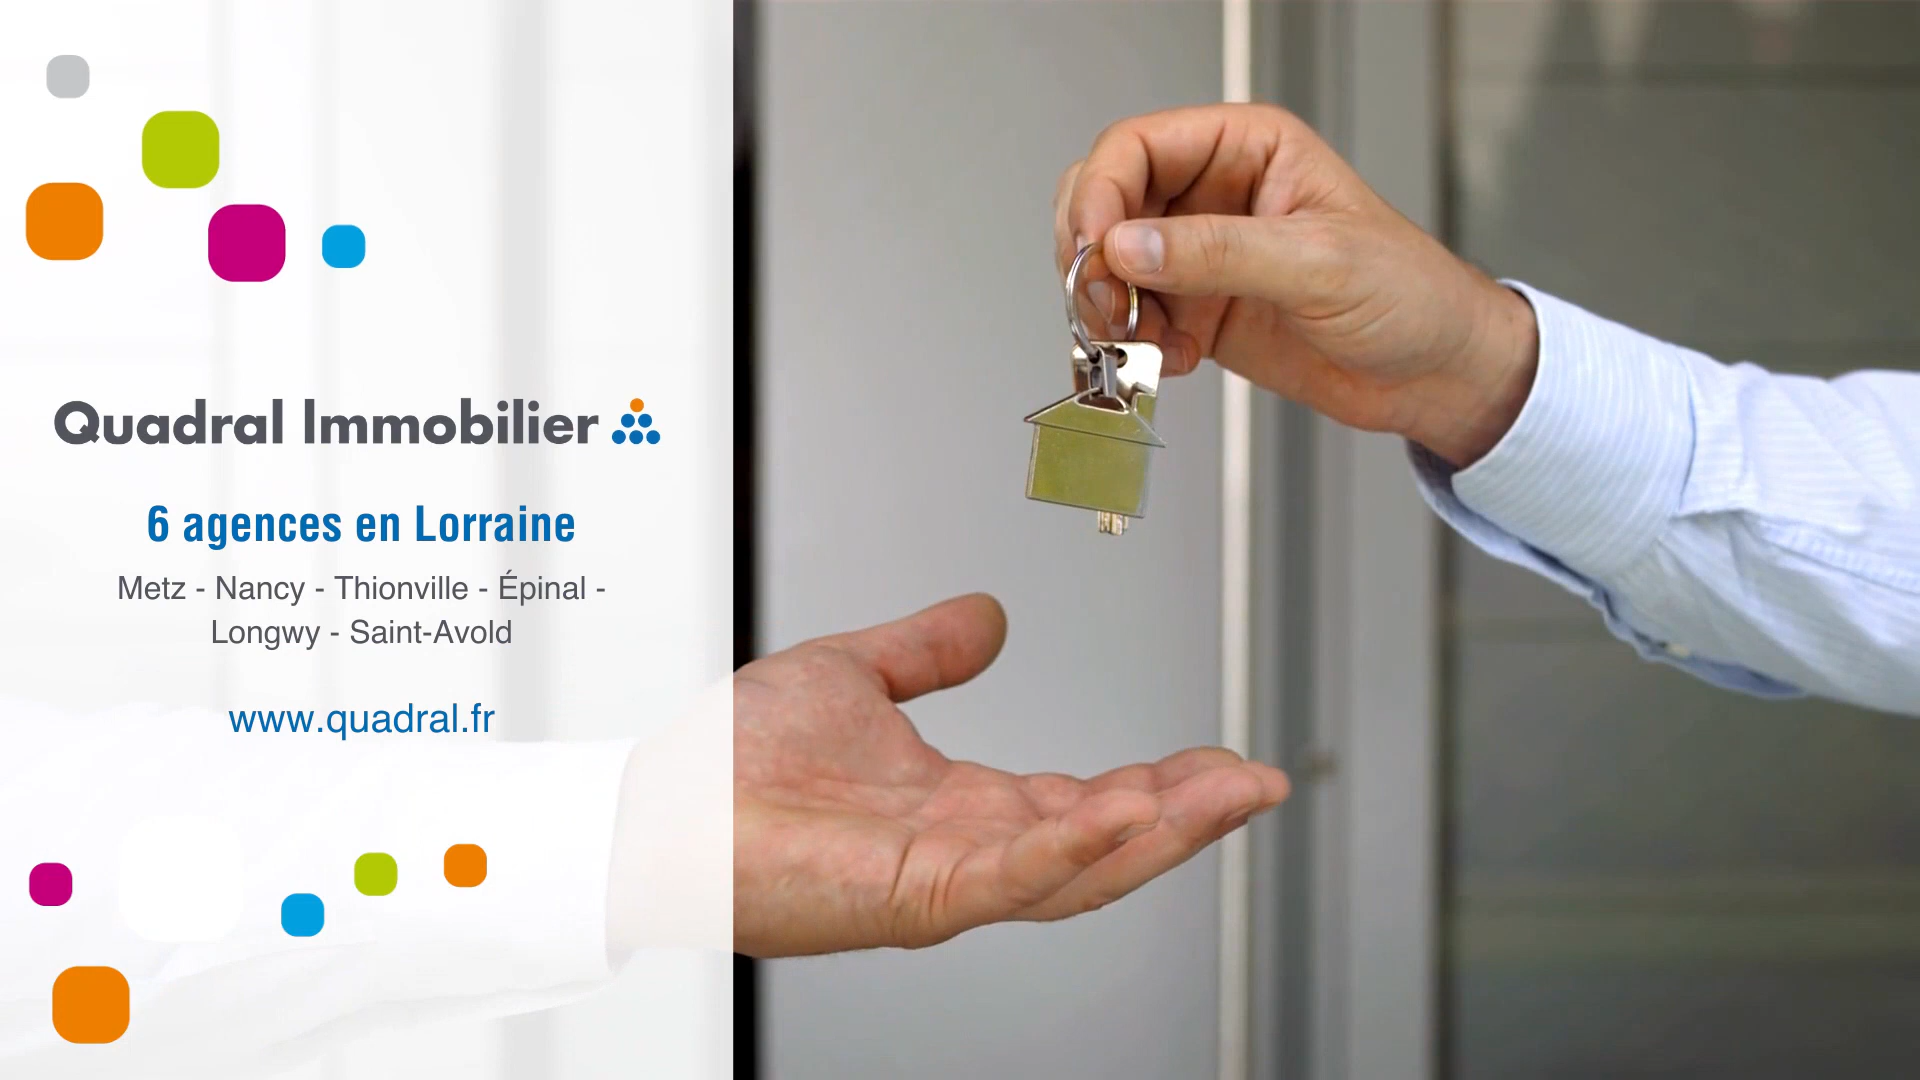 Quadral Immobilier
6 agences en Lorraine
Metz - Nancy - Thionville - Épinal -
Longwy - Saint-Avold
www.quadral.fr